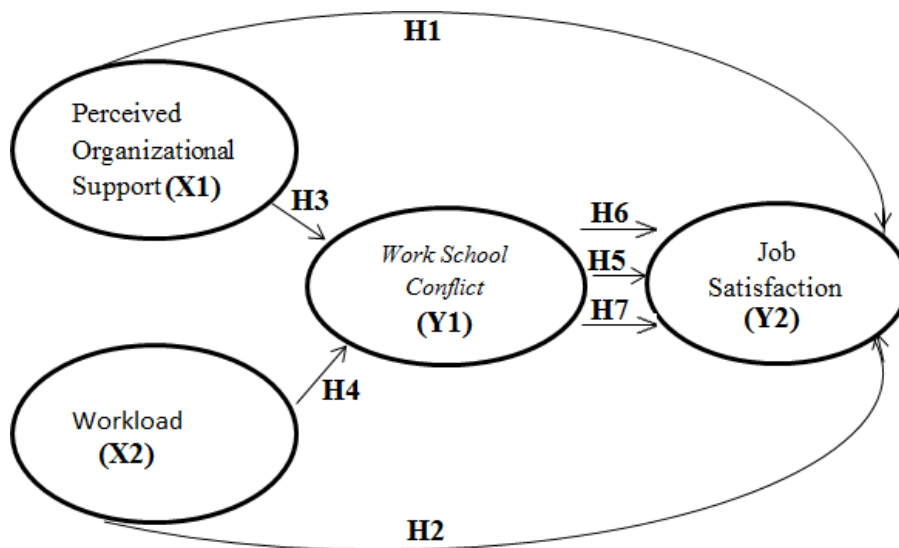 H1
Perceived
Organizational
Support (X1)
H3
H6
Work School
Conflict
(Y1)
H5
Job
Satisfaction
(Y2)
H7
H4
Workload
(X2)
H2